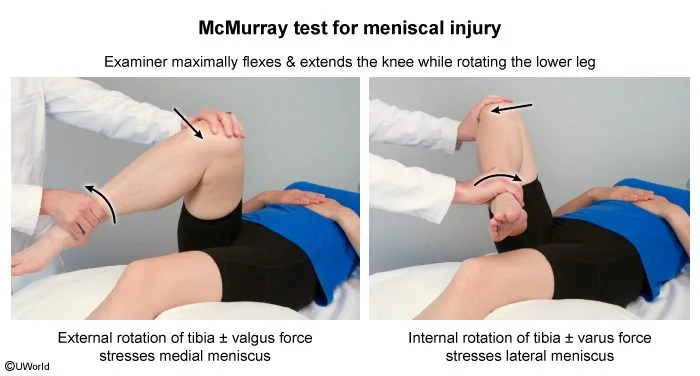 McMurray test for meniscal injury
Examiner maximally flexes & extends the knee while rotating the lower leg
External rotation of tibia ± valgus force
stresses medial meniscus
Internal rotation of tibia ± varus force
stresses lateral meniscus
©UWorld